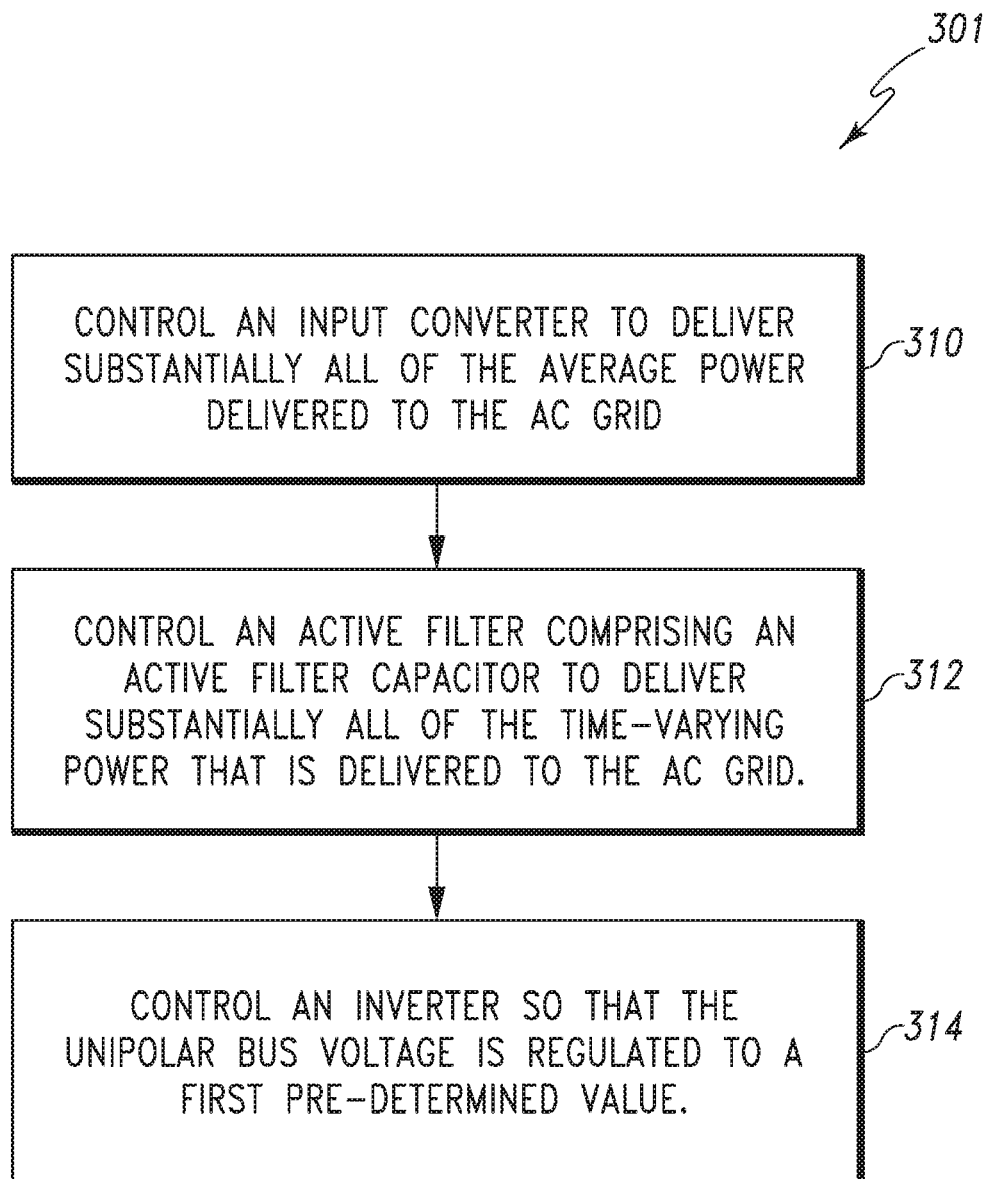 301
CONTROL AN INPUT CONVERTER TO DELIVER
SUBSTANTIALLY ALL OF THE AVERAGE POWER
DELIVERED TO THE AC GRID
310
CONTROL AN ACTIVE FILTER COMPRISING AN
ACTIVE FILTER CAPACITOR TO DELIVER
SUBSTANTIALLY ALL OF THE TIME-VARYING
POWER THAT IS DELIVERED TO THE AC GRID.
312
CONTROL AN INVERTER SO THAT THE
UNIPOLAR BUS VOLTAGE IS REGULATED TO A
FIRST PRE-DETERMINED VALUE.
314